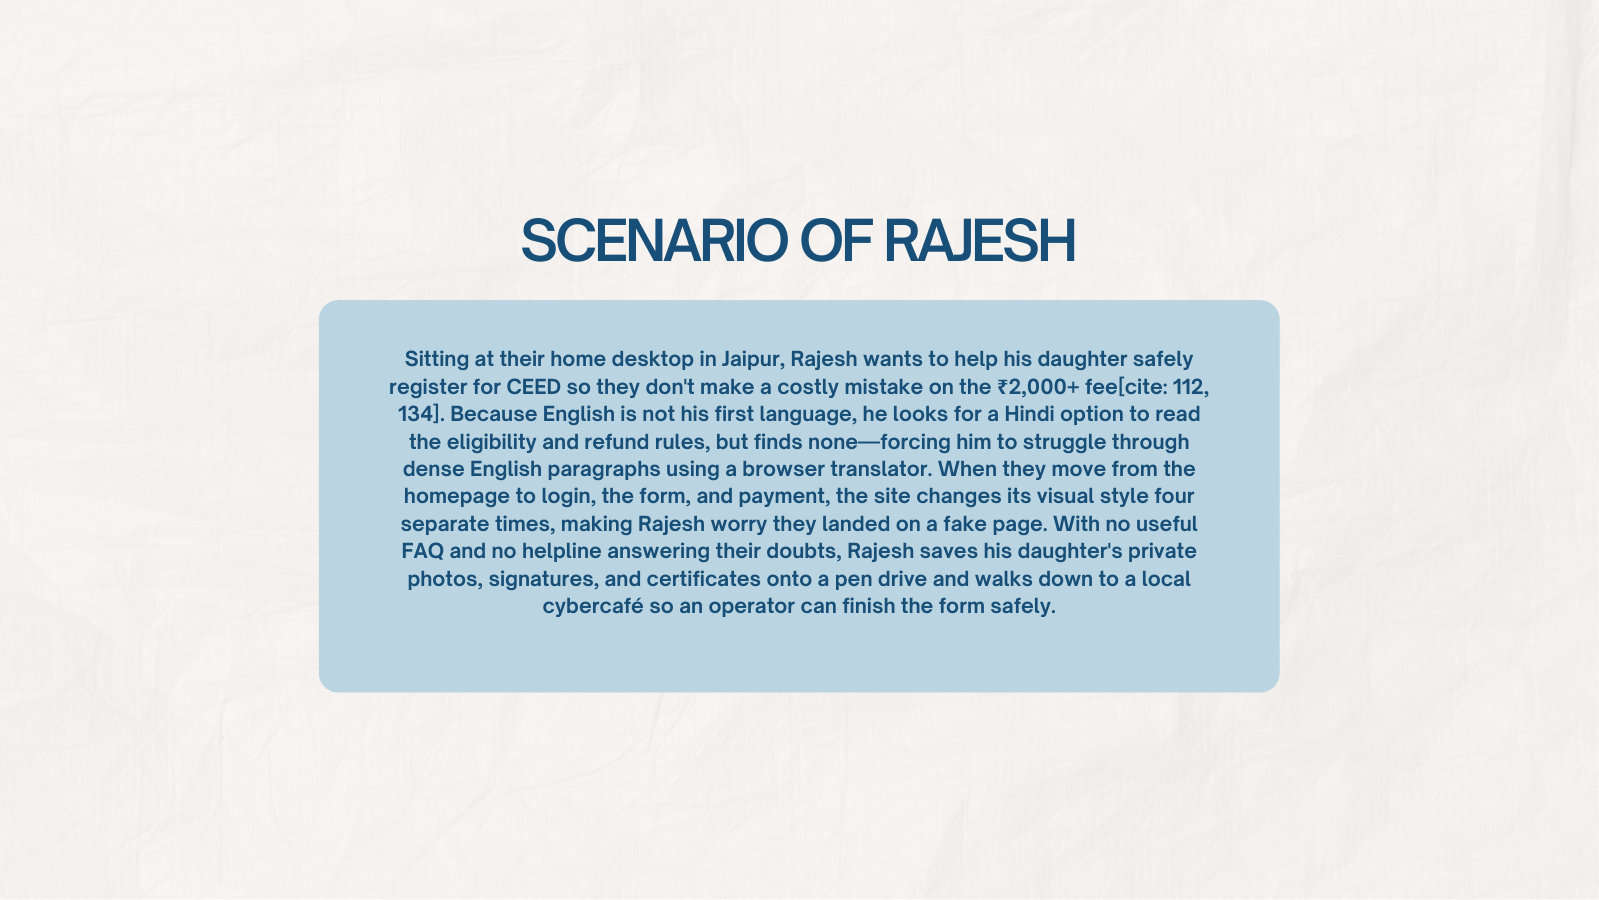 SCENARIO OF RAJESH
Sitting at their home desktop in Jaipur, Rajesh wants to help his daughter safely
register for CEED so they don't make a costly mistake on the ₹2,000+ fee[cite: 112,
134]. Because English is not his first language, he looks for a Hindi option to read
the eligibility and refund rules, but finds none—forcing him to struggle through
dense English paragraphs using a browser translator. When they move from the
homepage to login, the form, and payment, the site changes its visual style four
separate times, making Rajesh worry they landed on a fake page. With no useful
FAQ and no helpline answering their doubts, Rajesh saves his daughter's private
photos, signatures, and certificates onto a pen drive and walks down to a local
cybercafé so an operator can finish the form safely.